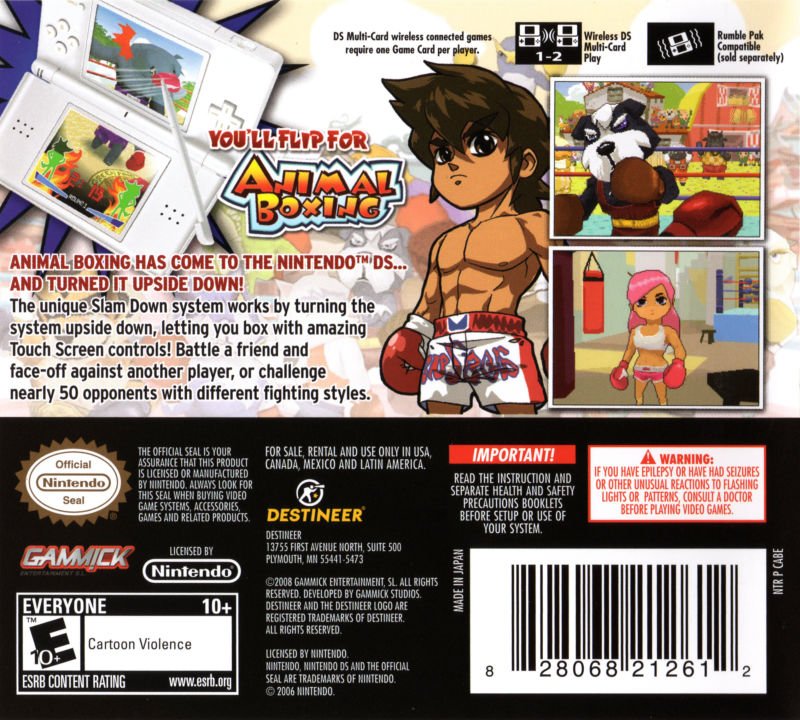 DS Multi-Card wireless connected games
require one Game Card per player.
1-2
Wireless DS
Multi-Card
Play
Rumble Pak
Compatible
(sold separately)
YOU'LL FLIP FOR
ANIMAL
BOXING
ANIMAL BOXING HAS COME TO THE NINTENDO™ DS...
AND TURNED IT UPSIDE DOWN!
The unique Slam Down system works by turning the
system upside down, letting you box with amazing
Touch Screen controls! Battle a friend and
face-off against another player, or challenge
nearly 50 opponents with different fighting styles.
Official
Nintendo
Seal
®
THE OFFICIAL SEAL IS YOUR
ASSURANCE THAT THIS PRODUCT
IS LICENSED OR MANUFACTURED
BY NINTENDO. ALWAYS LOOK FOR
THIS SEAL WHEN BUYING VIDEO
GAME SYSTEMS, ACCESSORIES,
GAMES AND RELATED PRODUCTS.
GAMMICK
ENTERTAINMENT S.L.
LICENSED BY
Nintendo®
EVERYONE 10+
™
E
10+
Cartoon Violence
ESRB CONTENT RATING www.esrb.org
FOR SALE, RENTAL AND USE ONLY IN USA,
CANADA, MEXICO AND LATIN AMERICA.
DESTINEER®
DESTINEER
13755 FIRST AVENUE NORTH, SUITE 500
PLYMOUTH, MN 55441-5473
©2008 GAMMICK ENTERTAINMENT, SL. ALL RIGHTS
RESERVED. DEVELOPED BY GAMMICK STUDIOS.
DESTINEER AND THE DESTINEER LOGO ARE
REGISTERED TRADEMARKS OF DESTINEER.
ALL RIGHTS RESERVED.
LICENSED BY NINTENDO.
NINTENDO, NINTENDO DS AND THE OFFICIAL
SEAL ARE TRADEMARKS OF NINTENDO.
© 2006 NINTENDO.
IMPORTANT!
READ THE INSTRUCTION AND
SEPARATE HEALTH AND SAFETY
PRECAUTIONS BOOKLETS
BEFORE SETUP OR USE OF
YOUR SYSTEM.
WARNING:
IF YOU HAVE EPILEPSY OR HAVE HAD SEIZURES
OR OTHER UNUSUAL REACTIONS TO FLASHING
LIGHTS OR PATTERNS, CONSULT A DOCTOR
BEFORE PLAYING VIDEO GAMES.
MADE IN JAPAN
8 28068 21261 2
NTR P CABE